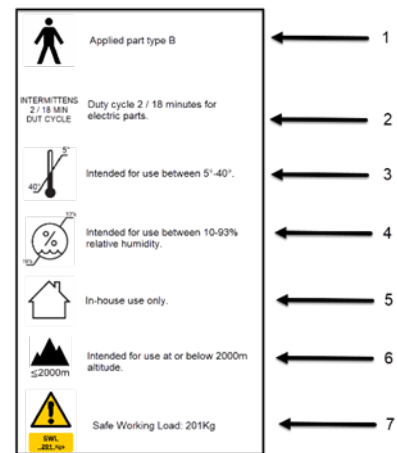 Applied part type B
1
INTERMITTENS
2 / 18 MIN
DUT CYCLE
Duty cycle 2 / 18 minutes for
electric parts.
2
5°
40°
Intended for use between 5°-40°.
3
%
Intended for use between 10-93%
relative humidity.
4
In-house use only.
5
≤2000m
Intended for use at or below 2000m
altitude.
6
SWL
201 Kgs
Safe Working Load: 201Kg
7